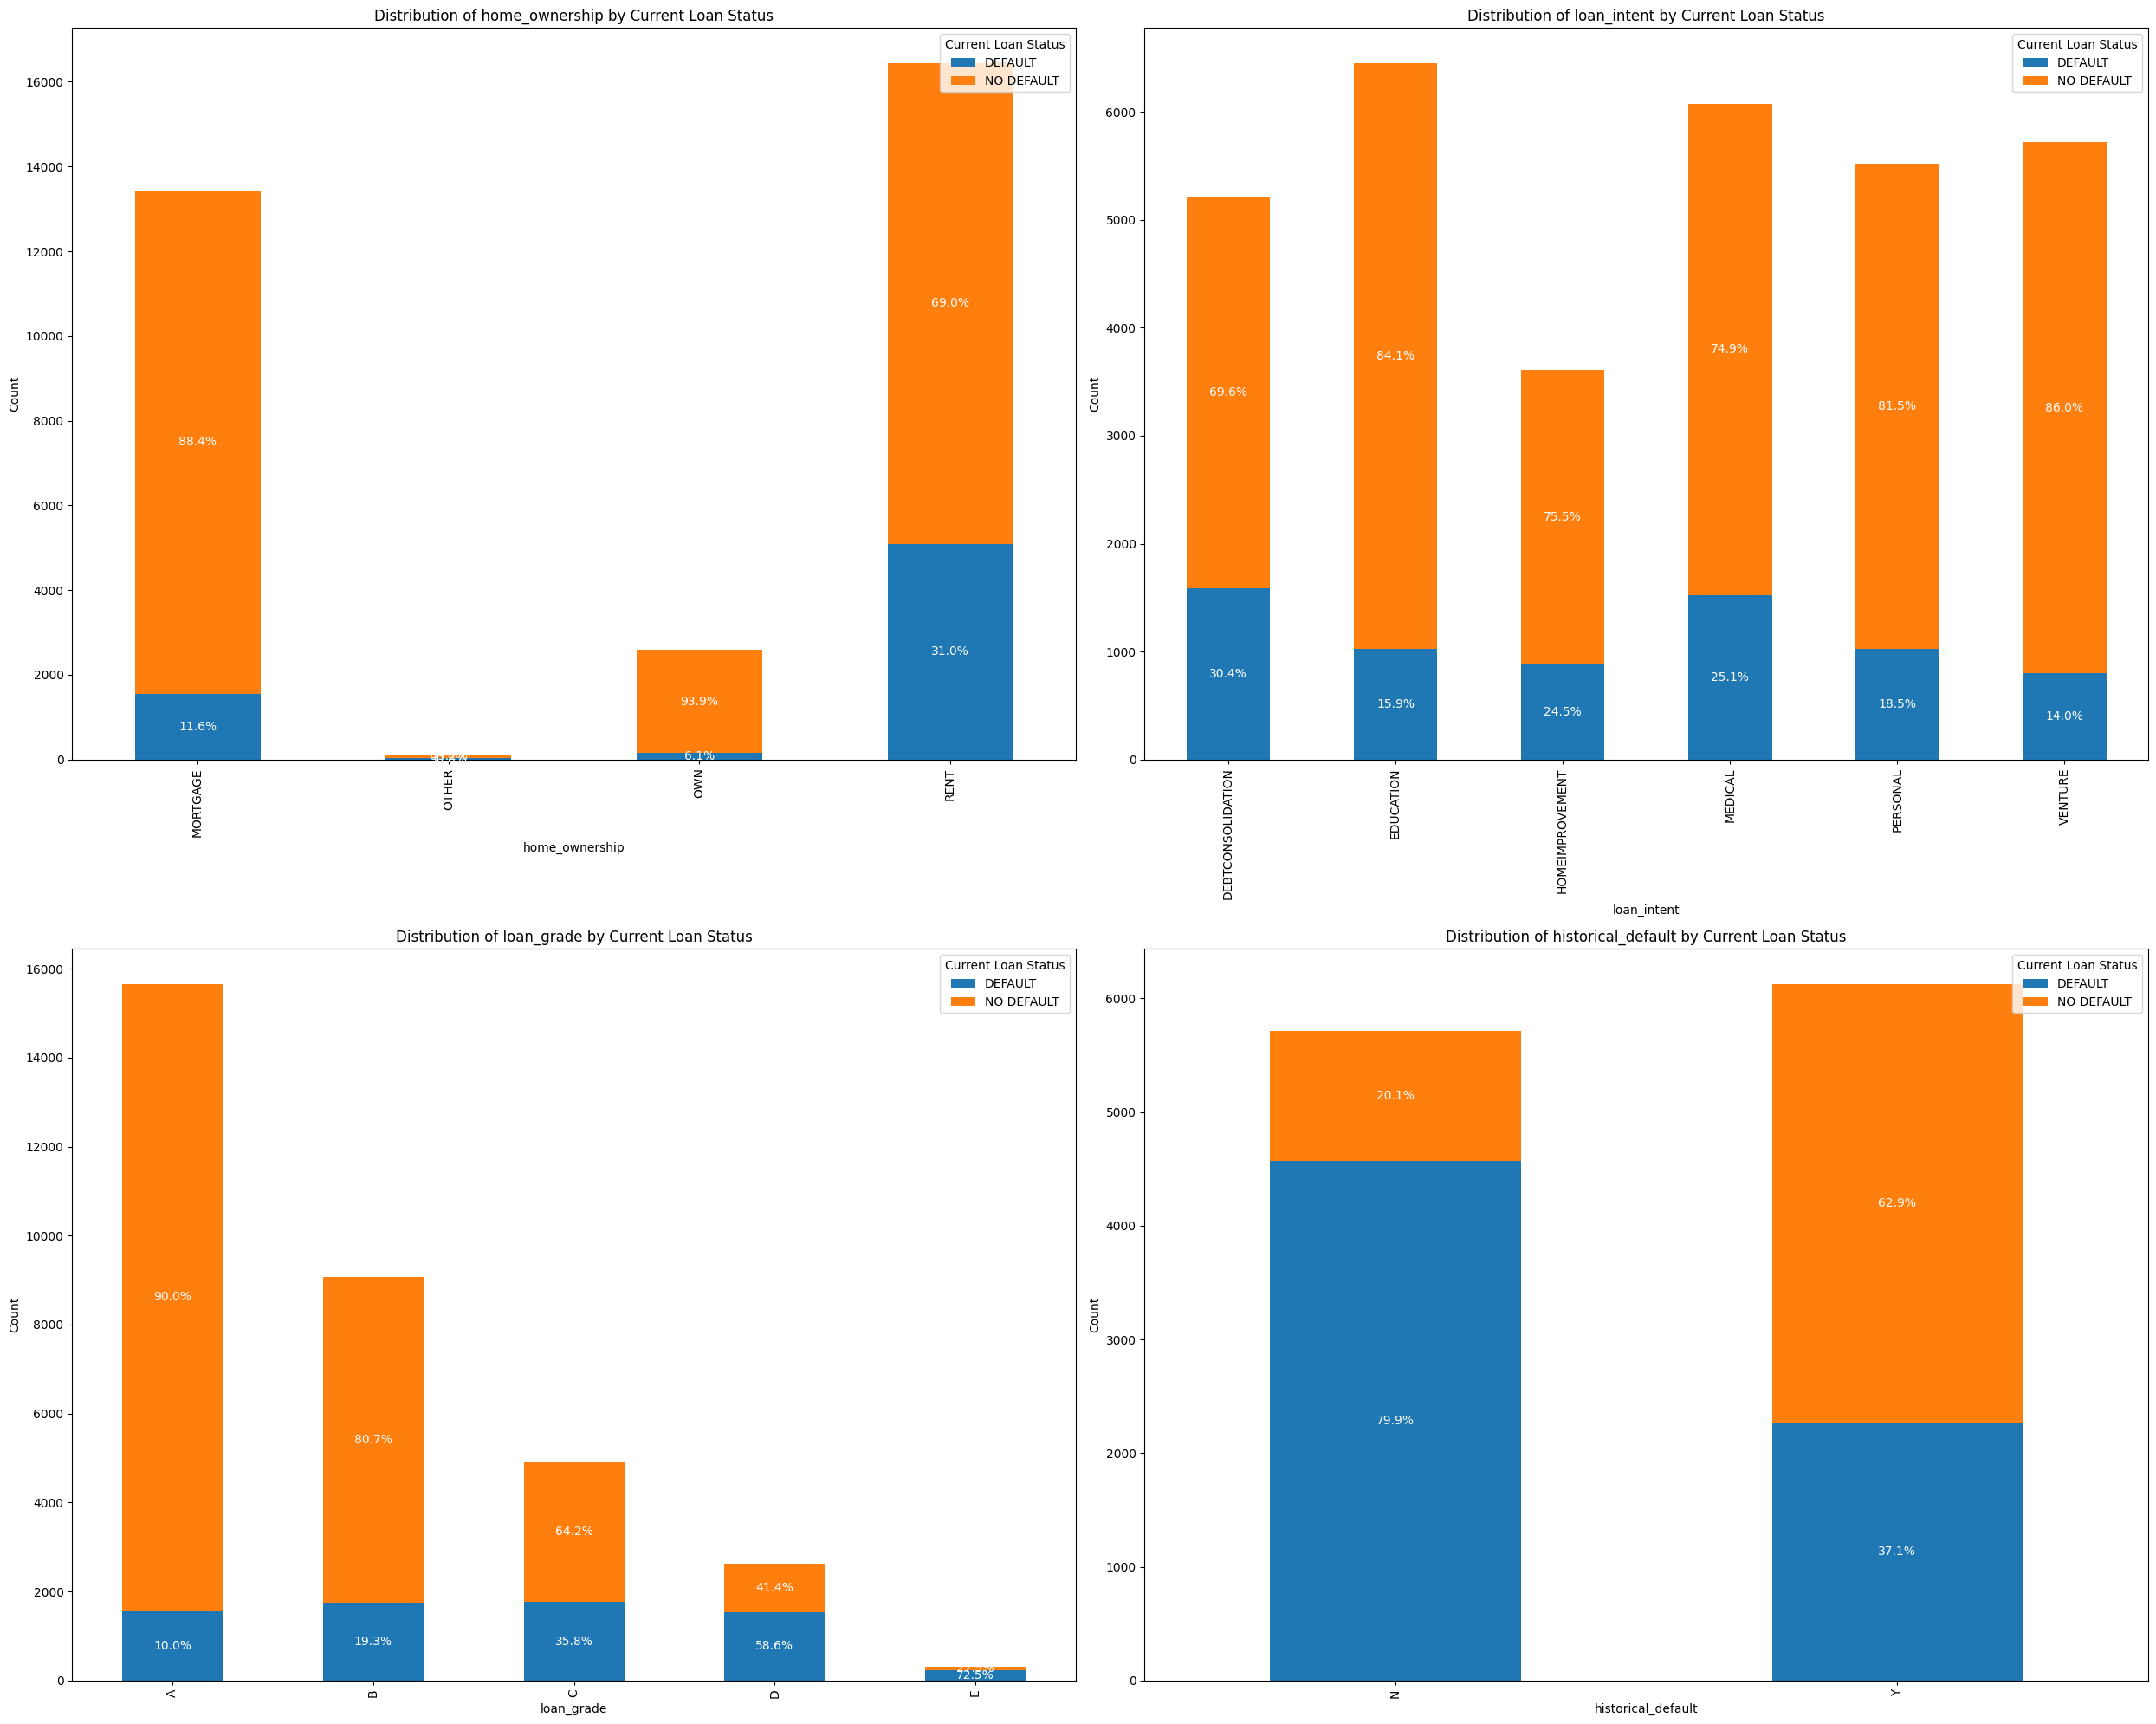 Distribution of home_ownership by Current Loan Status
Current Loan Status
DEFAULT
NO DEFAULT
16000
14000
12000
10000
8000
6000
4000
2000
0
Count
88.4%
11.6%
93.9%
6.1%
69.0%
31.0%
MORTGAGE
OTHER
OWN
RENT
home_ownership
Distribution of loan_intent by Current Loan Status
Current Loan Status
DEFAULT
NO DEFAULT
6000
5000
4000
3000
2000
1000
0
Count
69.6%
30.4%
84.1%
15.9%
75.5%
24.5%
74.9%
25.1%
81.5%
18.5%
86.0%
14.0%
DEBTCONSOLIDATION
EDUCATION
HOMEIMPROVEMENT
MEDICAL
PERSONAL
VENTURE
loan_intent
Distribution of loan_grade by Current Loan Status
Current Loan Status
DEFAULT
NO DEFAULT
16000
14000
12000
10000
8000
6000
4000
2000
0
Count
90.0%
10.0%
80.7%
19.3%
64.2%
35.8%
41.4%
58.6%
72.5%
A
B
C
D
E
loan_grade
Distribution of historical_default by Current Loan Status
Current Loan Status
DEFAULT
NO DEFAULT
6000
5000
4000
3000
2000
1000
0
Count
20.1%
79.9%
62.9%
37.1%
N
Y
historical_default